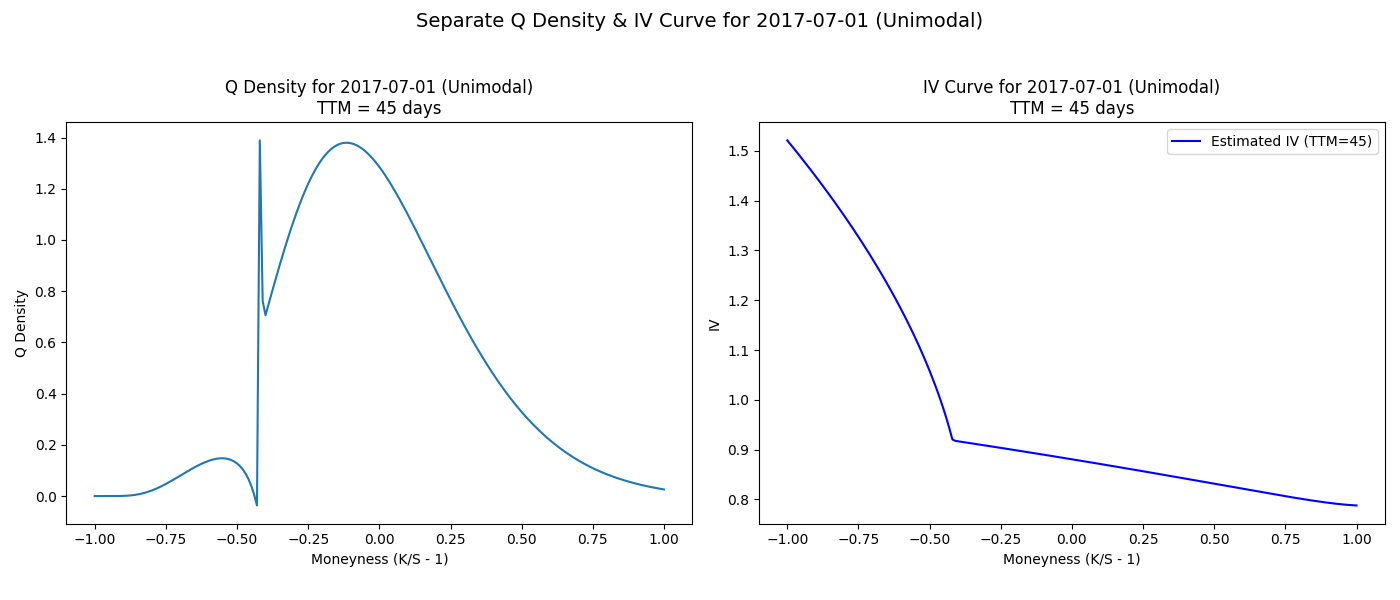 Separate Q Density & IV Curve for 2017-07-01 (Unimodal)
Q Density for 2017-07-01 (Unimodal)
TTM = 45 days
Q Density
1.4
1.2
1.0
0.8
0.6
0.4
0.2
0.0
−1.00 −0.75 −0.50 −0.25 0.00 0.25 0.50 0.75 1.00
Moneyness (K/S - 1)
IV Curve for 2017-07-01 (Unimodal)
TTM = 45 days
Estimated IV (TTM=45)
IV
1.5
1.4
1.3
1.2
1.1
1.0
0.9
0.8
−1.00 −0.75 −0.50 −0.25 0.00 0.25 0.50 0.75 1.00
Moneyness (K/S - 1)